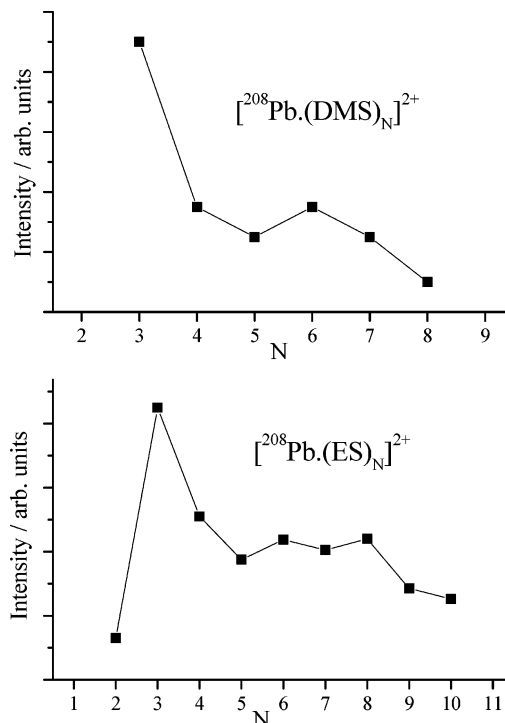 Intensity / arb. units
[²⁰⁸Pb.(DMS)N]²⁺
2 3 4 5 6 7 8 9
N
Intensity / arb. units
[²⁰⁸Pb.(ES)N]²⁺
1 2 3 4 5 6 7 8 9 10 11
N